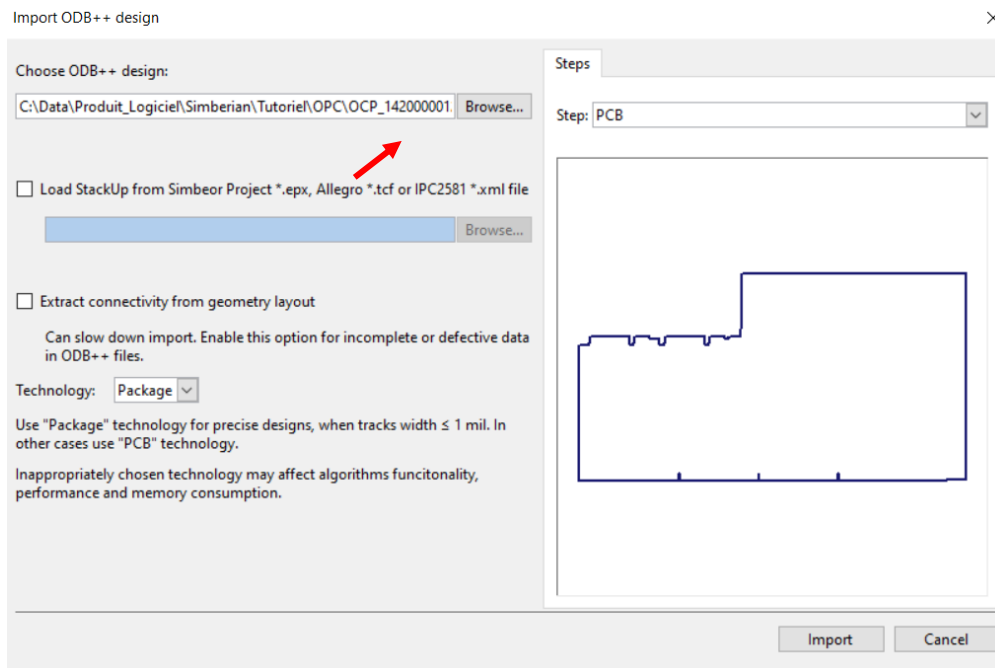 Import ODB++ design
Choose ODB++ design:
C:\Data\Produit_Logiciel\Simberian\Tutoriel\OPC\OCP_142000001.
Browse...
Load StackUp from Simbeor Project *.epx, Allegro *.tcf or IPC2581 *.xml file
Browse...
Extract connectivity from geometry layout
Can slow down import. Enable this option for incomplete or defective data
in ODB++ files.
Technology: Package
Use "Package" technology for precise designs, when tracks width ≤ 1 mil. In
other cases use "PCB" technology.
Inappropriately chosen technology may affect algorithms funcitonality,
performance and memory consumption.
Steps
Step: PCB
Import
Cancel